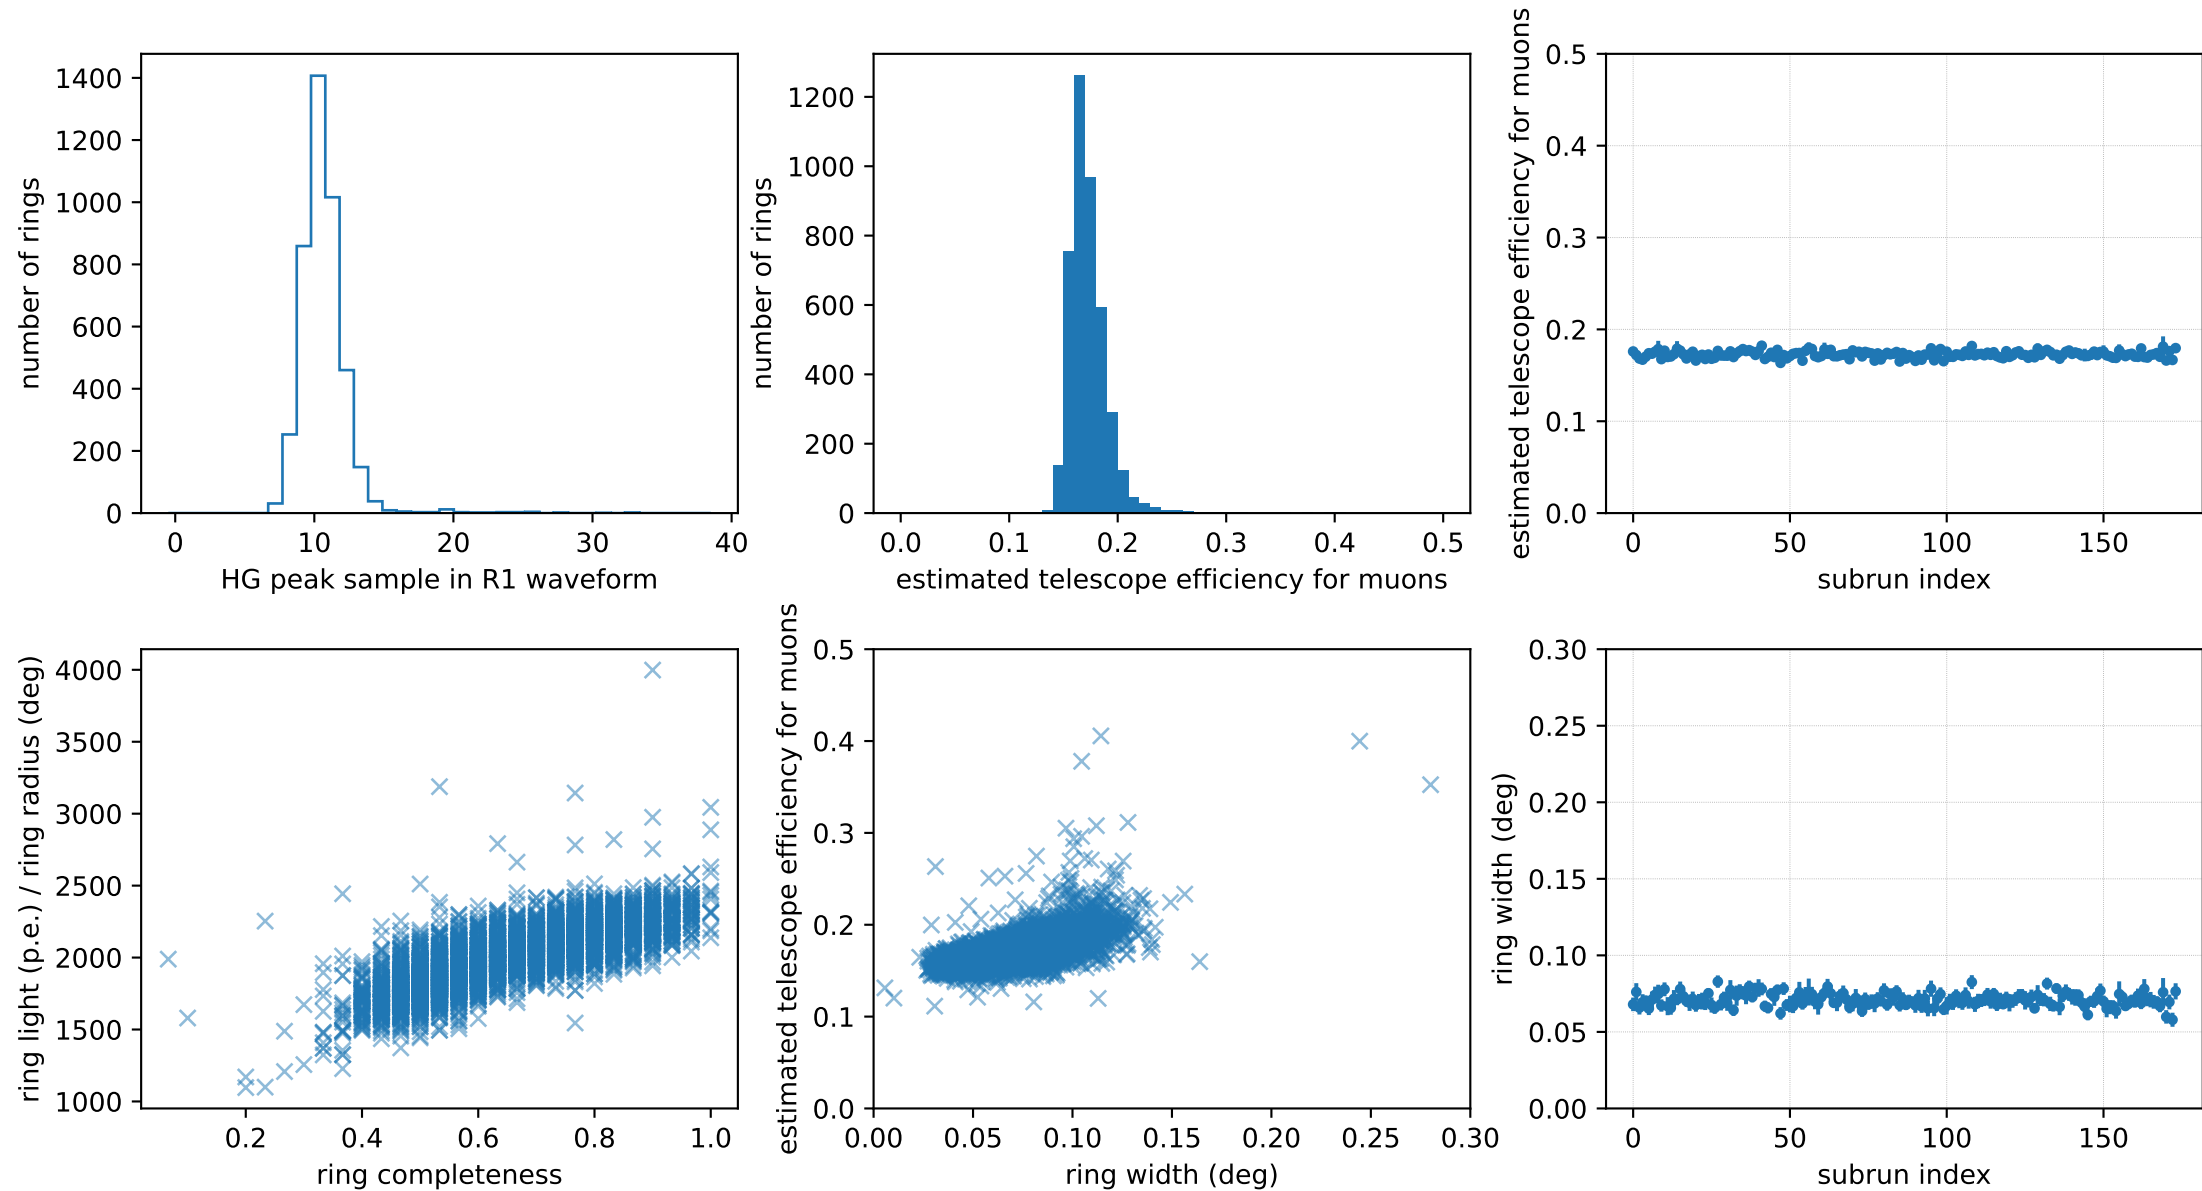 number of rings
1400
1200
1000
800
600
400
200
0
0 10 20 30 40
HG peak sample in R1 waveform
number of rings
1200
1000
800
600
400
200
0
0.0 0.1 0.2 0.3 0.4 0.5
estimated telescope efficiency for muons
estimated telescope efficiency for muons
0.5
0.4
0.3
0.2
0.1
0.0
0 50 100 150
subrun index
ring light (p.e.) / ring radius (deg)
4000
3500
3000
2500
2000
1500
1000
0.2 0.4 0.6 0.8 1.0
ring completeness
estimated telescope efficiency for muons
0.5
0.4
0.3
0.2
0.1
0.0
0.00 0.05 0.10 0.15 0.20 0.25 0.30
ring width (deg)
ring width (deg)
0.30
0.25
0.20
0.15
0.10
0.05
0.00
0 50 100 150
subrun index